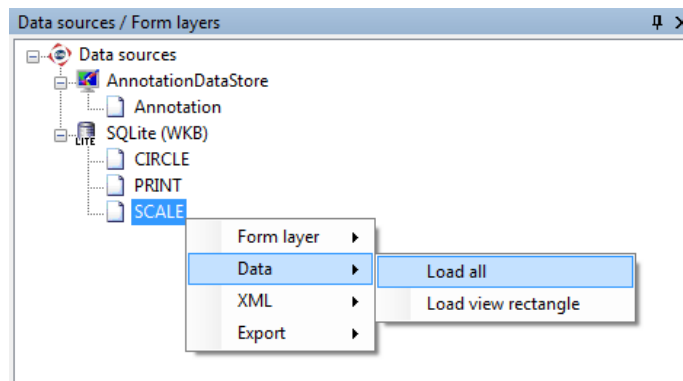 Data sources / Form layers
Data sources
AnnotationDataStore
Annotation
LITE SQLite (WKB)
CIRCLE
PRINT
SCALE
Form layer
Data
Load all
XML
Load view rectangle
Export